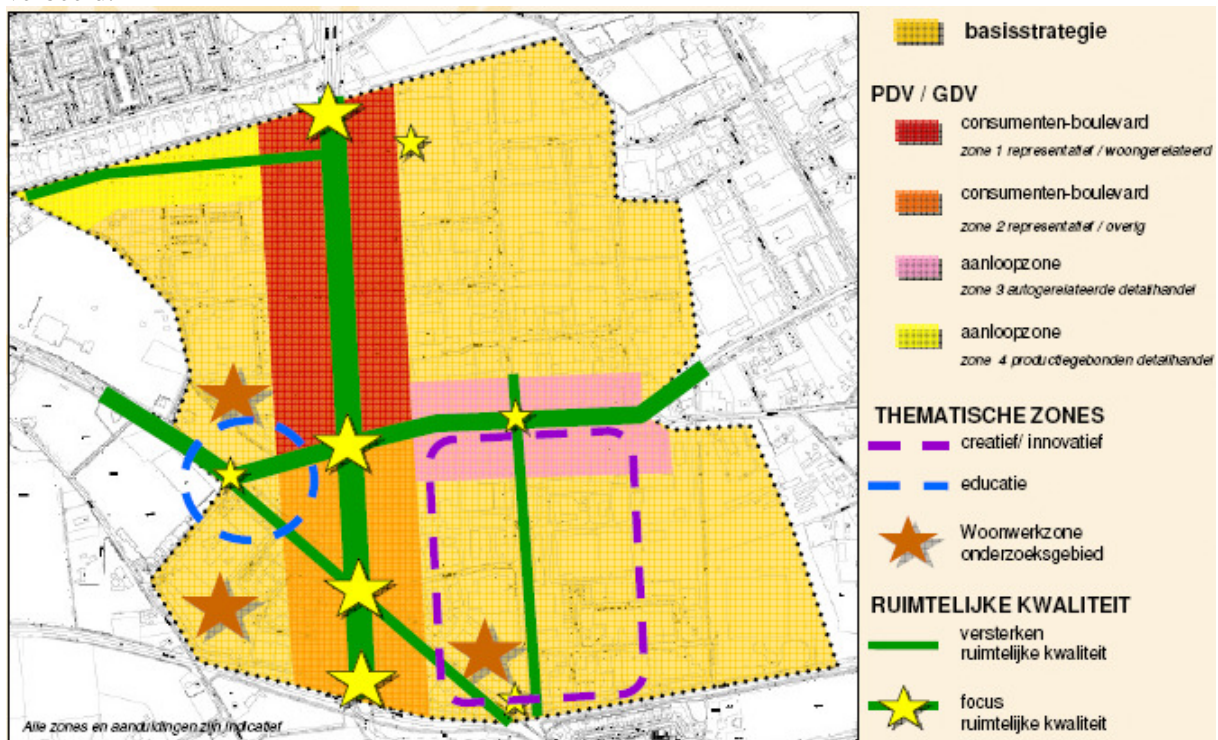 basisstrategie
PDV / GDV
consumenten-boulevard
zone 1 representatief / woongerelateerd
consumenten-boulevard
zone 2 representatief / overig
aanloopzone
zone 3 autogerelateerde detailhandel
aanloopzone
zone 4 productiegebonden detailhandel
THEMATISCHE ZONES
creatief/ innovatief
educatie
Woonwerkzone
onderzoeksgebied
RUIMTELIJKE KWALITEIT
versterken
ruimtelijke kwaliteit
focus
ruimtelijke kwaliteit
Alle zones en aanduidingen zijn indicatief